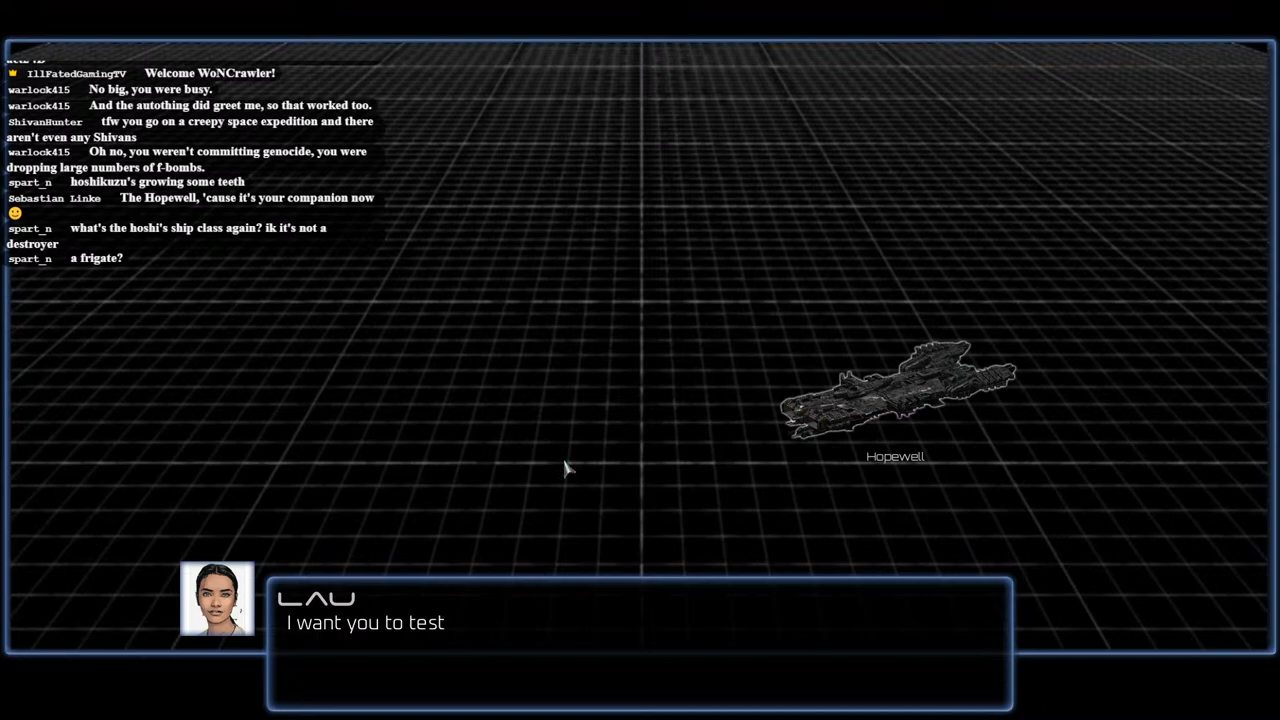 IllFatedGamingTV Welcome WoNCrawler!
warlock415 No big, you were busy.
warlock415 And the autothing did greet me, so that worked too.
ShivanHunter tfw you go on a creepy space expedition and there
aren't even any Shivans
warlock415 Oh no, you weren't committing genocide, you were
dropping large numbers of f-bombs.
spart_n hoshikuzu's growing some teeth
Sebastian Linke The Hopewell, 'cause it's your companion now
spart_n what's the hoshi's ship class again? ik it's not a
destroyer
spart_n a frigate?
Hopewell
LAU
I want you to test